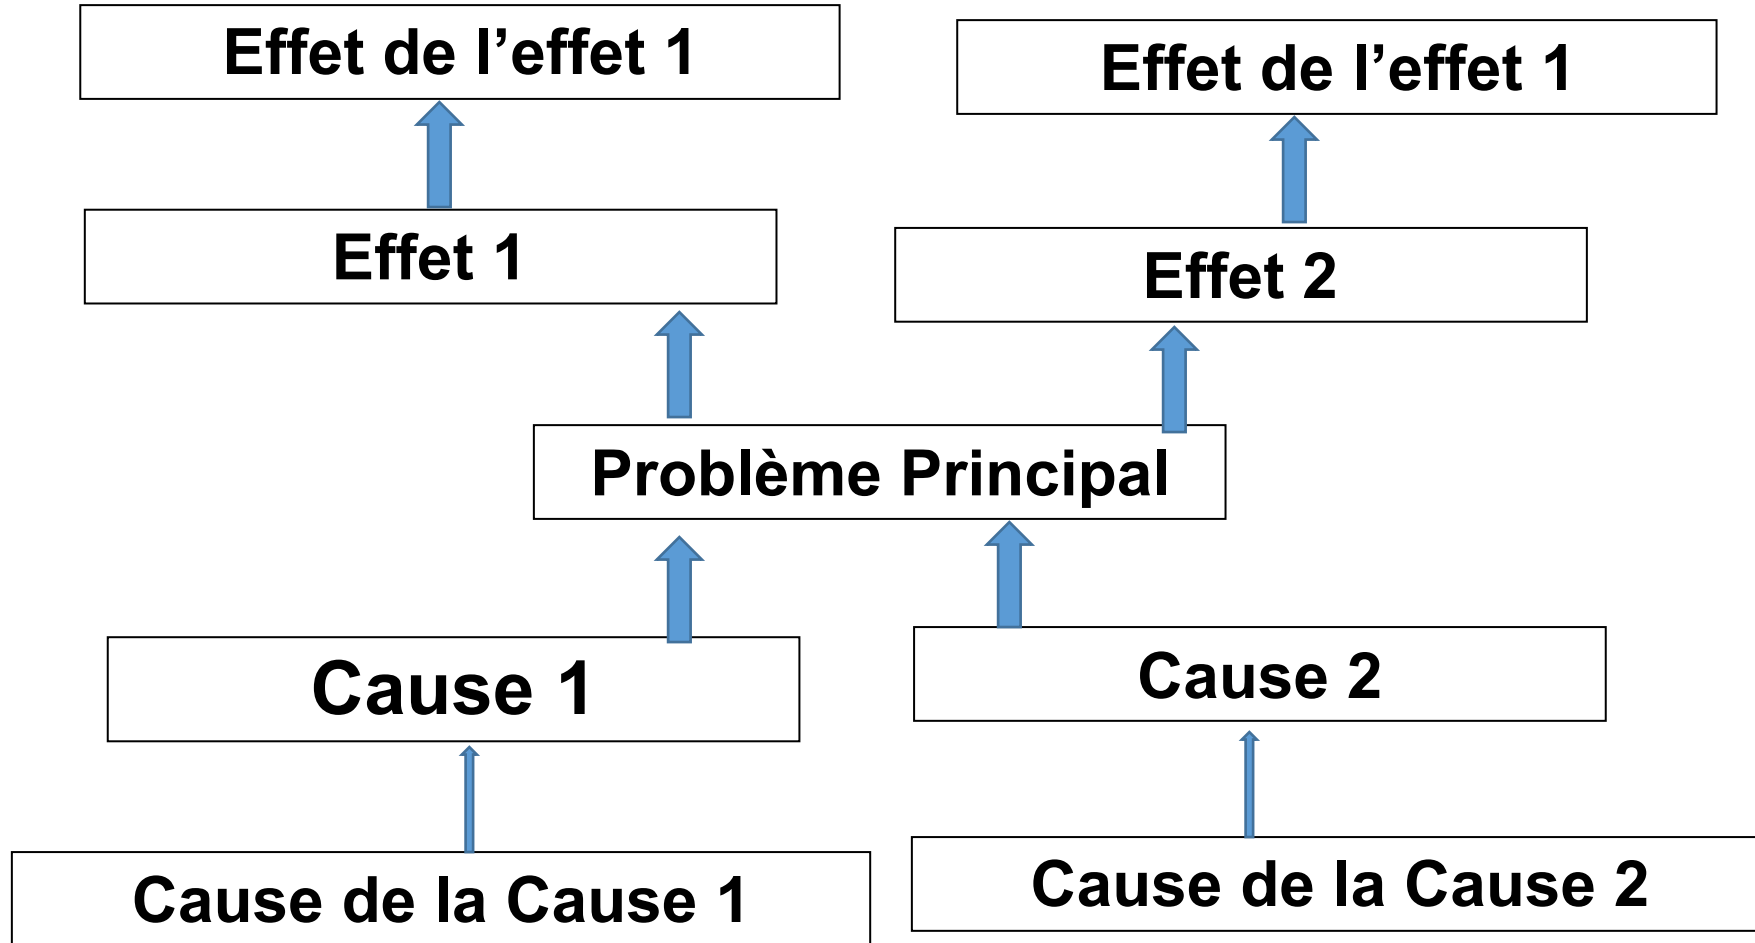 Effet de l’effet 1
Effet de l’effet 1
Effet 1
Effet 2
Problème Principal
Cause 1
Cause 2
Cause de la Cause 1
Cause de la Cause 2